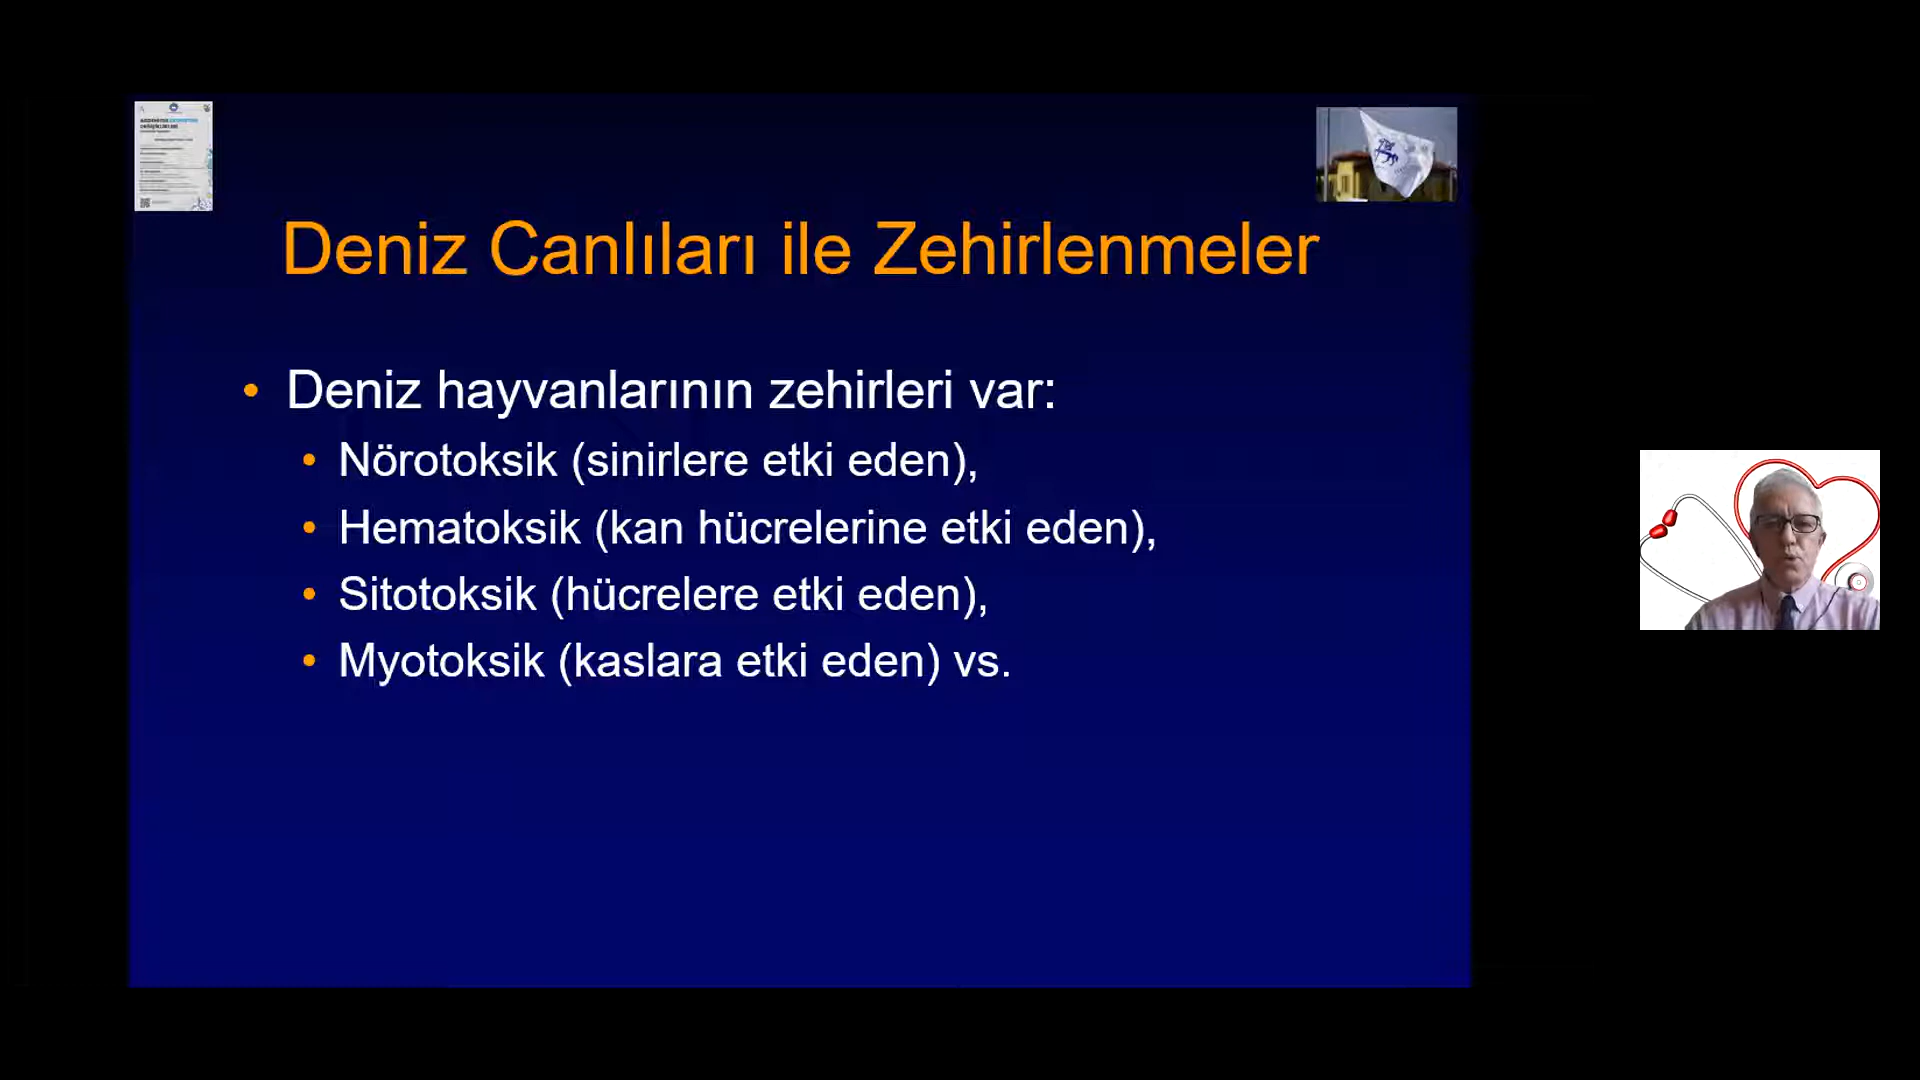 Deniz Canlıları ile Zehirlenmeler
• Deniz hayvanlarının zehirleri var:
• Nörotoksik (sinirlere etki eden),
• Hematoksik (kan hücrelerine etki eden),
• Sitotoksik (hücrelere etki eden),
• Myotoksik (kaslara etki eden) vs.